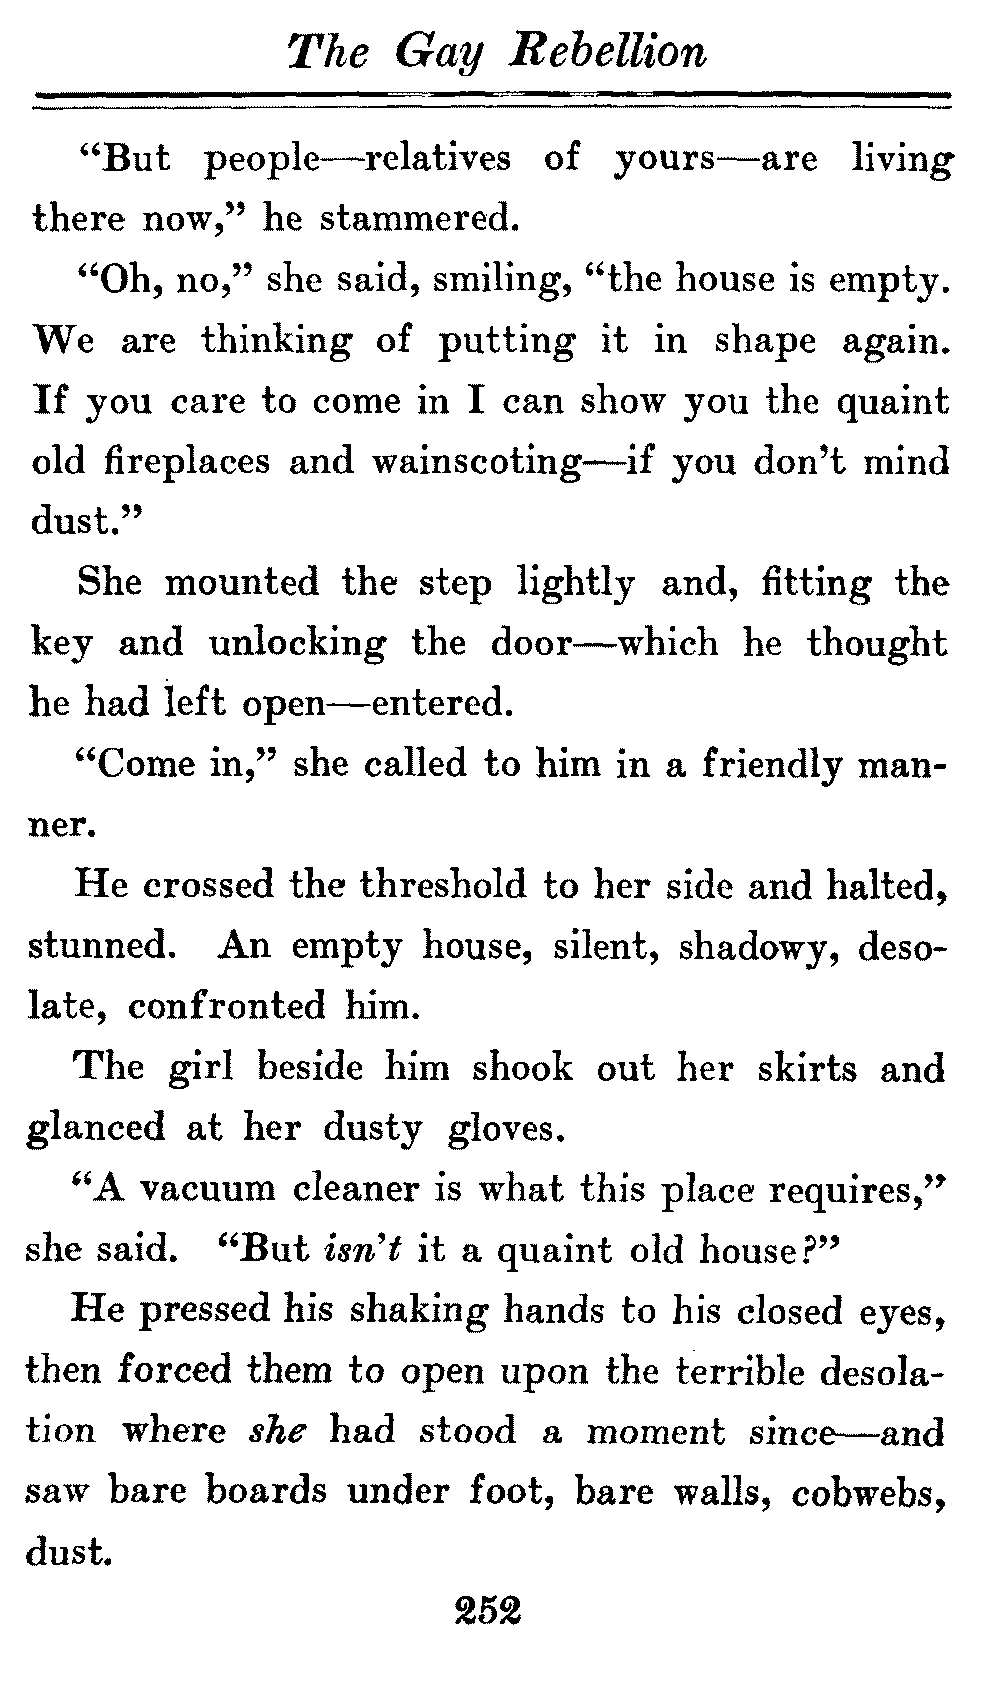 The Gay Rebellion
“But people—relatives of yours—are living
there now,” he stammered.
“Oh, no,” she said, smiling, “the house is empty.
We are thinking of putting it in shape again.
If you care to come in I can show you the quaint
old fireplaces and wainscoting—if you don’t mind
dust.”
She mounted the step lightly and, fitting the
key and unlocking the door—which he thought
he had left open—entered.
“Come in,” she called to him in a friendly man-
ner.
He crossed the threshold to her side and halted,
stunned. An empty house, silent, shadowy, deso-
late, confronted him.
The girl beside him shook out her skirts and
glanced at her dusty gloves.
“A vacuum cleaner is what this place requires,”
she said. “But isn’t it a quaint old house?”
He pressed his shaking hands to his closed eyes,
then forced them to open upon the terrible desola-
tion where she had stood a moment since—and
saw bare boards under foot, bare walls, cobwebs,
dust.
252